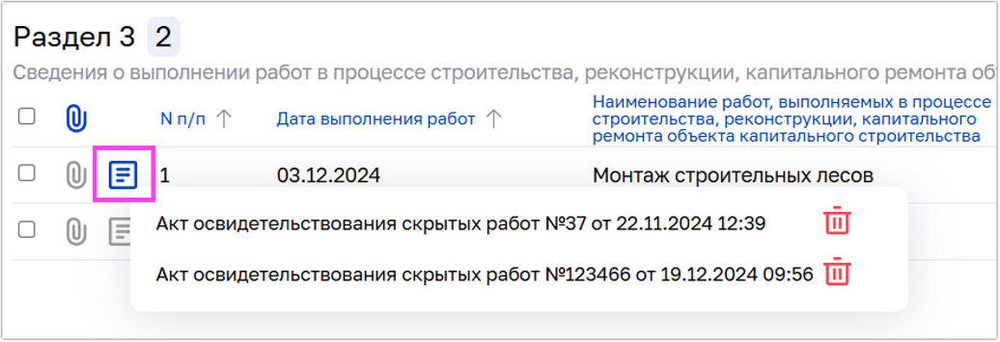 Раздел 3 2
Сведения о выполнении работ в процессе строительства, реконструкции, капитального ремонта
N п/п Дата выполнения работ Наименование работ, выполняемых в процессе
строительства, реконструкции, капитального
ремонта объекта капитального строительства
1 03.12.2024 Монтаж строительных лесов
Акт освидетельствования скрытых работ №37 от 22.11.2024 12:39
Акт освидетельствования скрытых работ №123466 от 19.12.2024 09:56